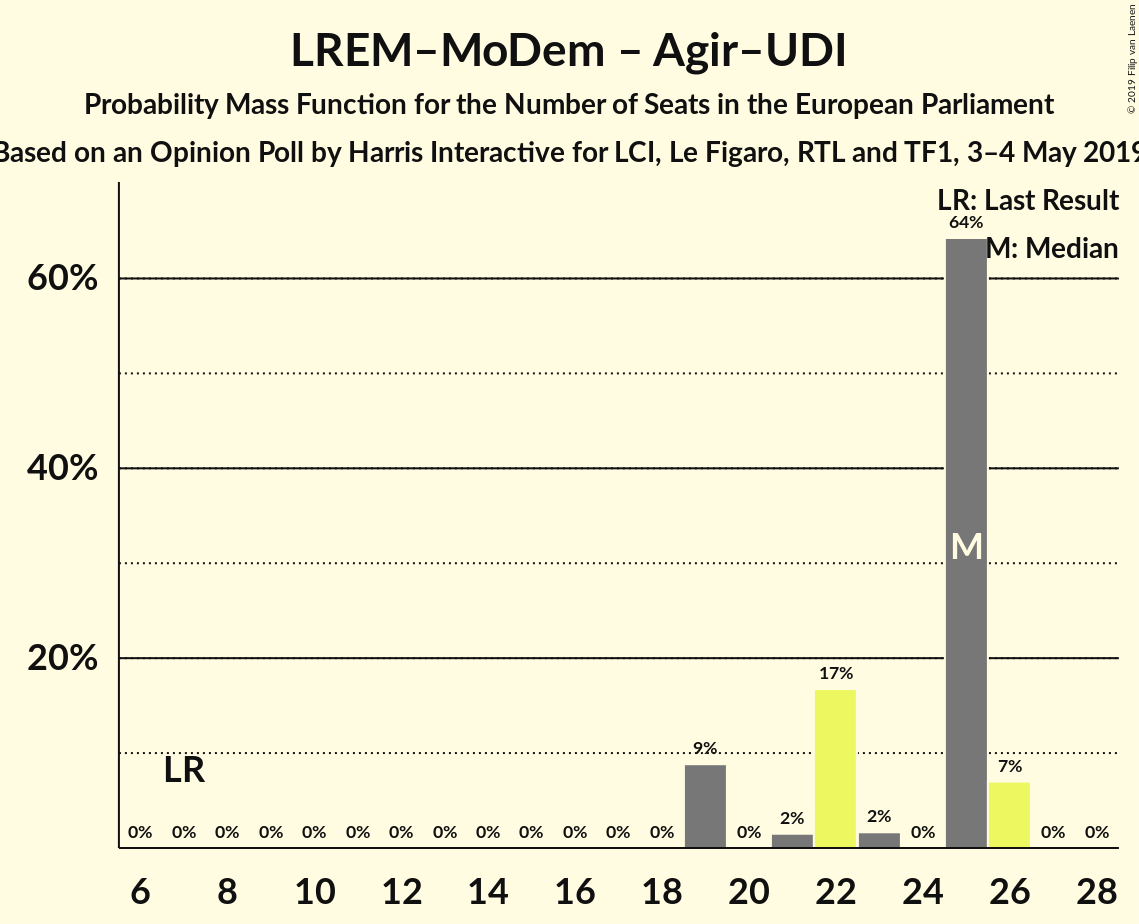 LREM–MoDem – Agir–UDI
Probability Mass Function for the Number of Seats in the European Parliament
Based on an Opinion Poll by Harris Interactive for LCI, Le Figaro, RTL and TF1, 3–4 May 2019
© 2019 Filip van Laenen
LR: Last Result
M: Median
64%
60%
40%
M
20%
17%
9%
LR
7%
0% 0% 0% 0% 0% 0% 0% 0% 0% 0% 0% 0% 0% 0% 2% 2% 0% 0% 0%
6 8 10 12 14 16 18 20 22 24 26 28